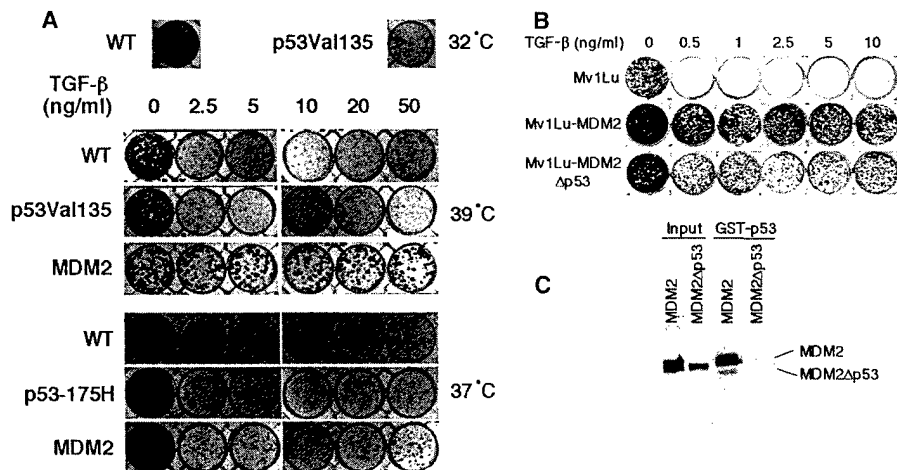 A
WT
p53Val135
32°C
TGF-β
(ng/ml)
0 2.5 5 10 20 50
WT
p53Val135
39°C
MDM2
WT
p53-175H
37°C
MDM2
B
TGF-β (ng/ml) 0 0.5 1 2.5 5 10
Mv1Lu
Mv1Lu-MDM2
Mv1Lu-MDM2
Δp53
C
Input GST-p53
MDM2
MDM2Δp53
MDM2
MDM2Δp53
MDM2
MDM2Δp53